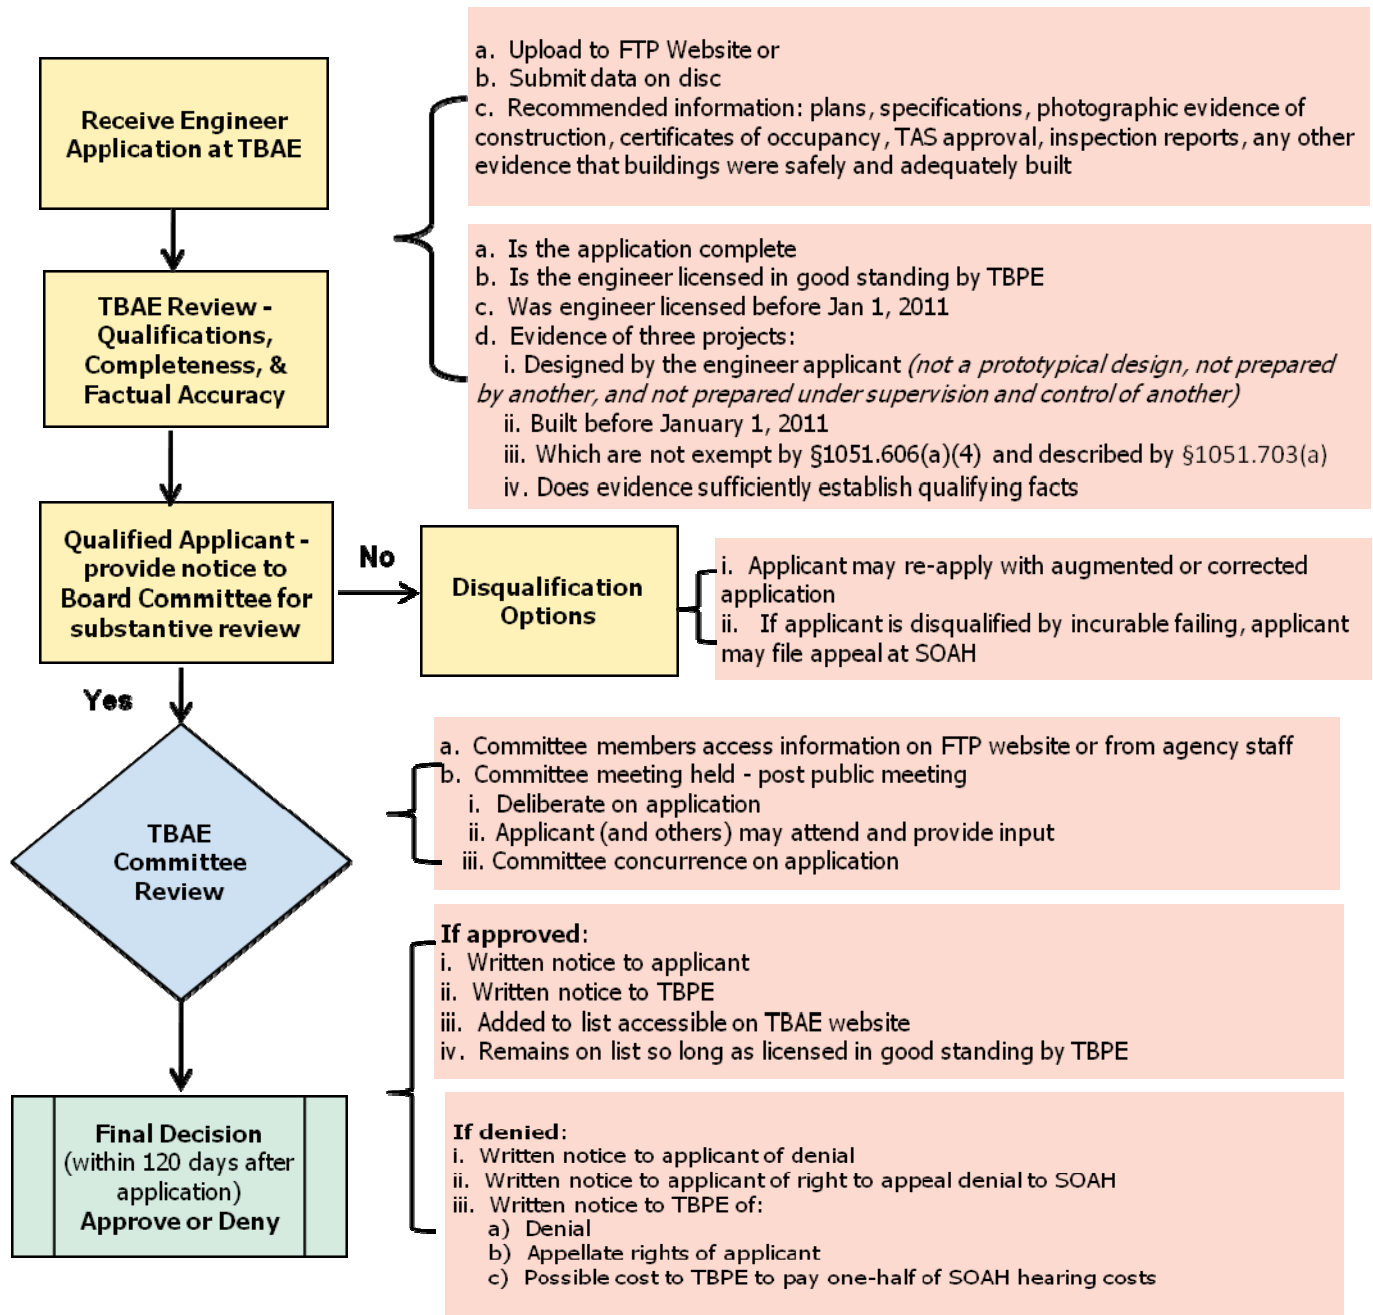 a. Upload to FTP Website or
b. Submit data on disc
c. Recommended information: plans, specifications, photographic evidence of
construction, certificates of occupancy, TAS approval, inspection reports, any other
evidence that buildings were safely and adequately built
Receive Engineer
Application at TBAE
a. Is the application complete
b. Is the engineer licensed in good standing by TBPE
c. Was engineer licensed before Jan 1, 2011
d. Evidence of three projects:
i. Designed by the engineer applicant (not a prototypical design, not prepared
by another, and not prepared under supervision and control of another)
ii. Built before January 1, 2011
iii. Which are not exempt by §1051.606(a)(4) and described by §1051.703(a)
iv. Does evidence sufficiently establish qualifying facts
TBAE Review -
Qualifications,
Completeness, &
Factual Accuracy
Qualified Applicant -
provide notice to
Board Committee for
substantive review
No
Disqualification
Options
i. Applicant may re-apply with augmented or corrected
application
ii. If applicant is disqualified by incurable failing, applicant
may file appeal at SOAH
Yes
TBAE
Committee
Review
a. Committee members access information on FTP website or from agency staff
b. Committee meeting held - post public meeting
i. Deliberate on application
ii. Applicant (and others) may attend and provide input
iii. Committee concurrence on application
If approved:
i. Written notice to applicant
ii. Written notice to TBPE
iii. Added to list accessible on TBAE website
iv. Remains on list so long as licensed in good standing by TBPE
Final Decision
(within 120 days after
application)
Approve or Deny
If denied:
i. Written notice to applicant of denial
ii. Written notice to applicant of right to appeal denial to SOAH
iii. Written notice to TBPE of:
a) Denial
b) Appellate rights of applicant
c) Possible cost to TBPE to pay one-half of SOAH hearing costs